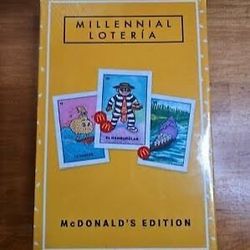 MILLENNIAL
LOTERÍA
EL HAMBURGLAR
McDONALD'S EDITION